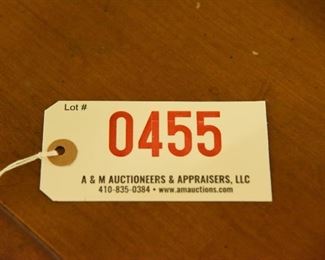 Lot #
0455
A & M AUCTIONEERS & APPRAISERS, LLC
410-835-0384 • www.amauctions.com